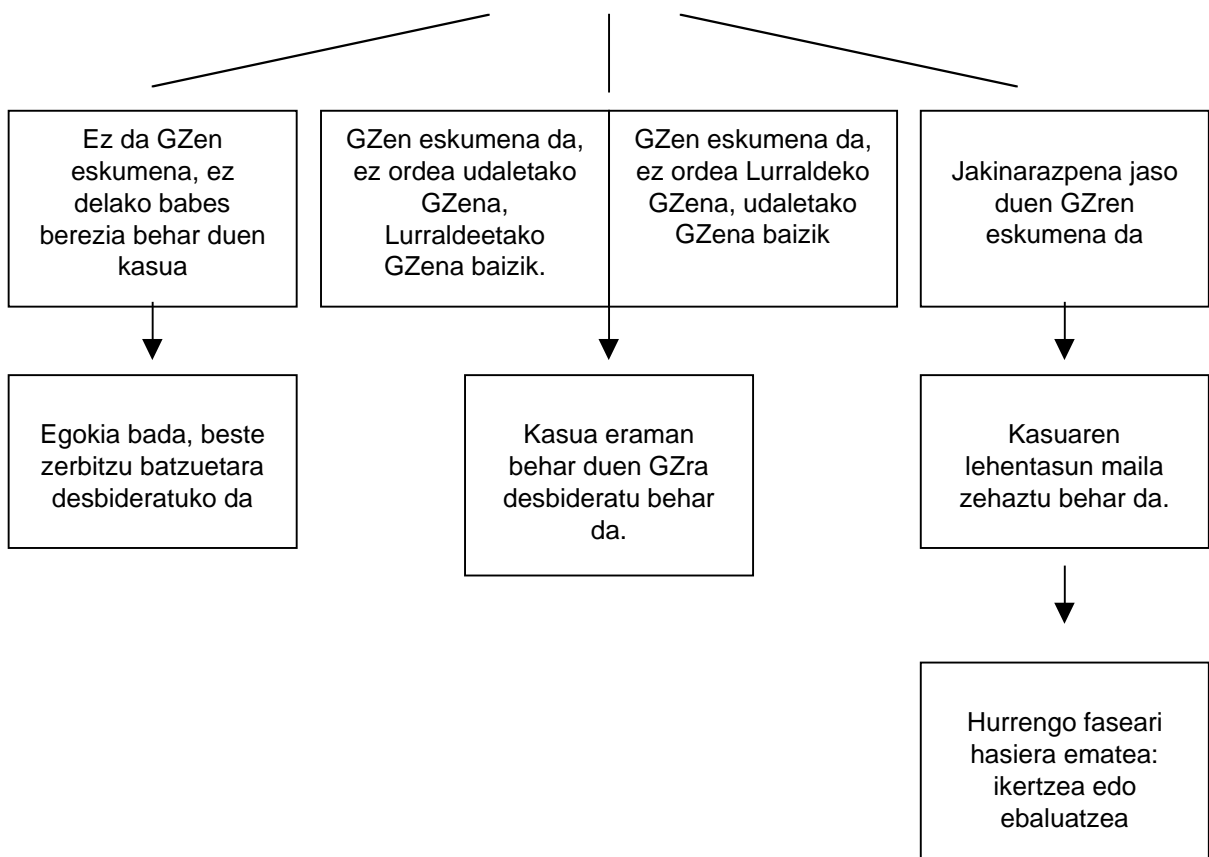 Ez da GZen
eskumena, ez
delako babes
berezia behar duen
kasua
GZen eskumena da,
ez ordea udaletako
GZena,
Lurraldeetako
GZena baizik.
GZen eskumena da,
ez ordea Lurraldeko
GZena, udaletako
GZena baizik
Jakinarazpena jaso
duen GZren
eskumena da
Egokia bada, beste
zerbitzu batzuetara
desbideratuko da
Kasua eraman
behar duen GZra
desbideratu behar
da.
Kasuaren
lehentasun maila
zehaztu behar da.
Hurrengo faseari
hasiera ematea:
ikertzea edo
ebaluatzea